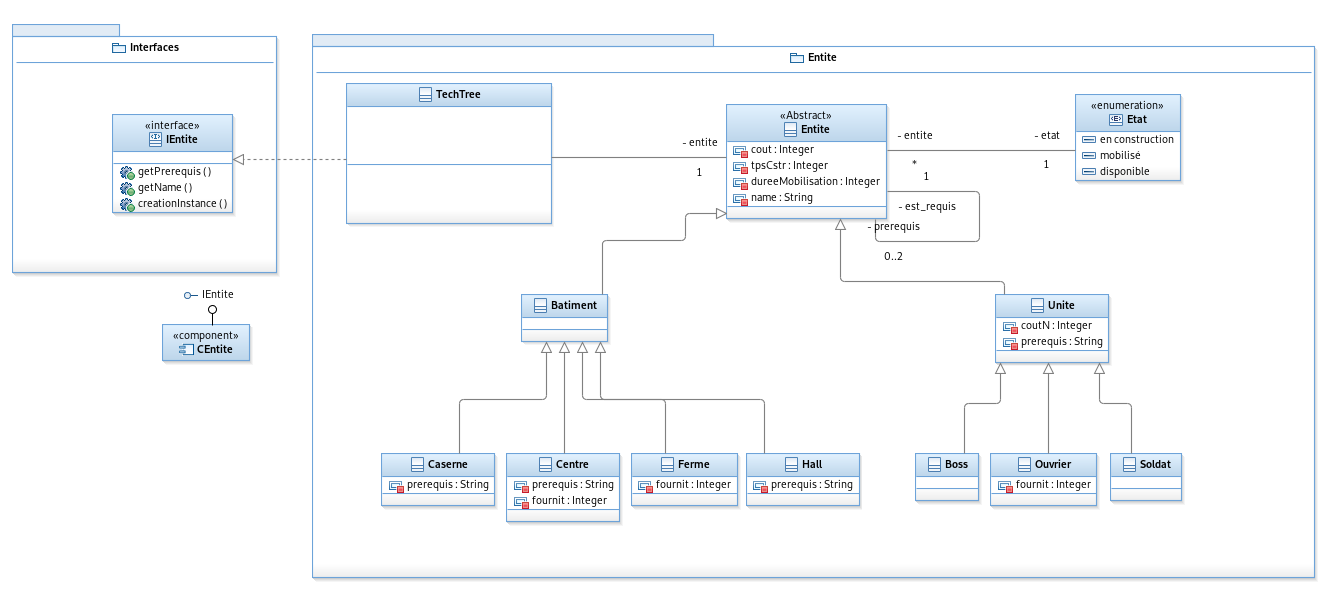 Interfaces
«interface»
IEntite
getPrerequis ( )
getName ( )
creationInstance ( )
IEntite
«component»
CEntite
Entite
TechTree
- entite
1
«Abstract»
Entite
cout : Integer
tpsCstr : Integer
dureeMobilisation : Integer
name : String
- entite
*
- etat
1
«enumeration»
Etat
en construction
mobilisé
disponible
1
- est_requis
- prerequis
0..2
Batiment
Unite
coutN : Integer
prerequis : String
Caserne
prerequis : String
Centre
prerequis : String
fournit : Integer
Ferme
fournit : Integer
Hall
prerequis : String
Boss
Ouvrier
fournit : Integer
Soldat